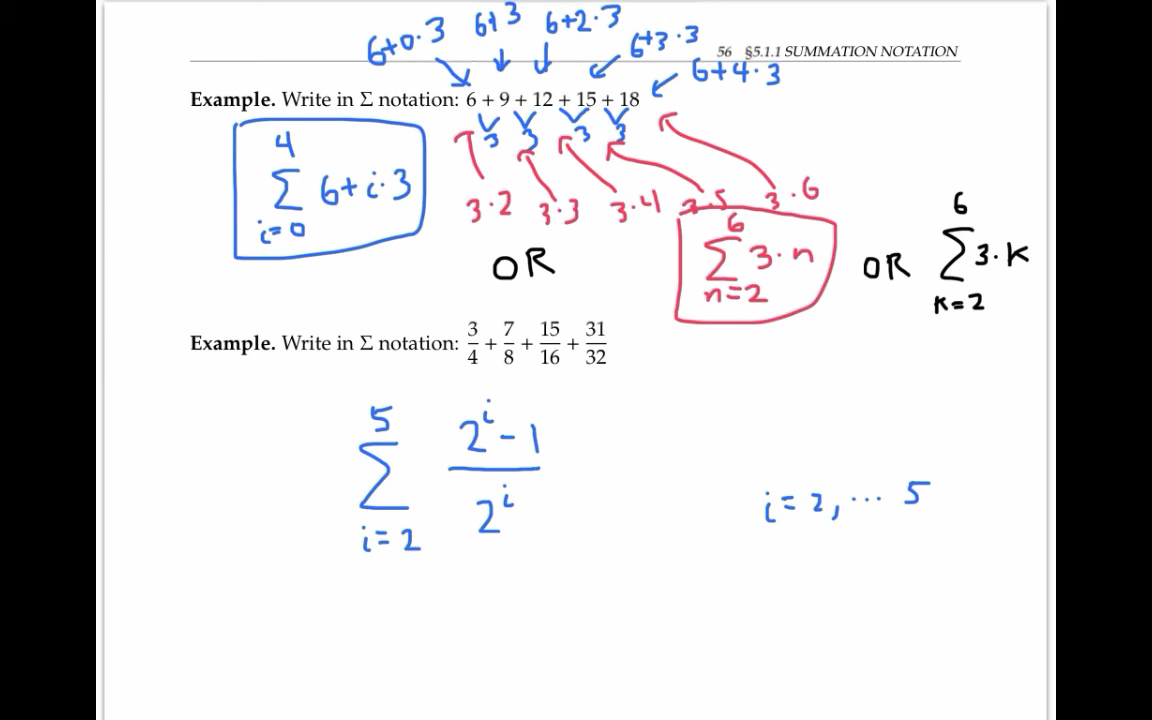 6+0·3 6+3 6+2·3 6+3·3
56 §5.1.1 SUMMATION NOTATION
6+4·3
Example. Write in Σ notation: 6 + 9 + 12 + 15 + 18
3 3 3 3
4
Σ 6+i·3
i=0
3·2 3·3 3·4 3·5 3·6
OR
6
Σ 3·n
n=2
OR
6
Σ 3·k
k=2
Example. Write in Σ notation: 3/4 + 7/8 + 15/16 + 31/32
5
Σ (2^i - 1)/2^i
i=2
i=2, ... 5